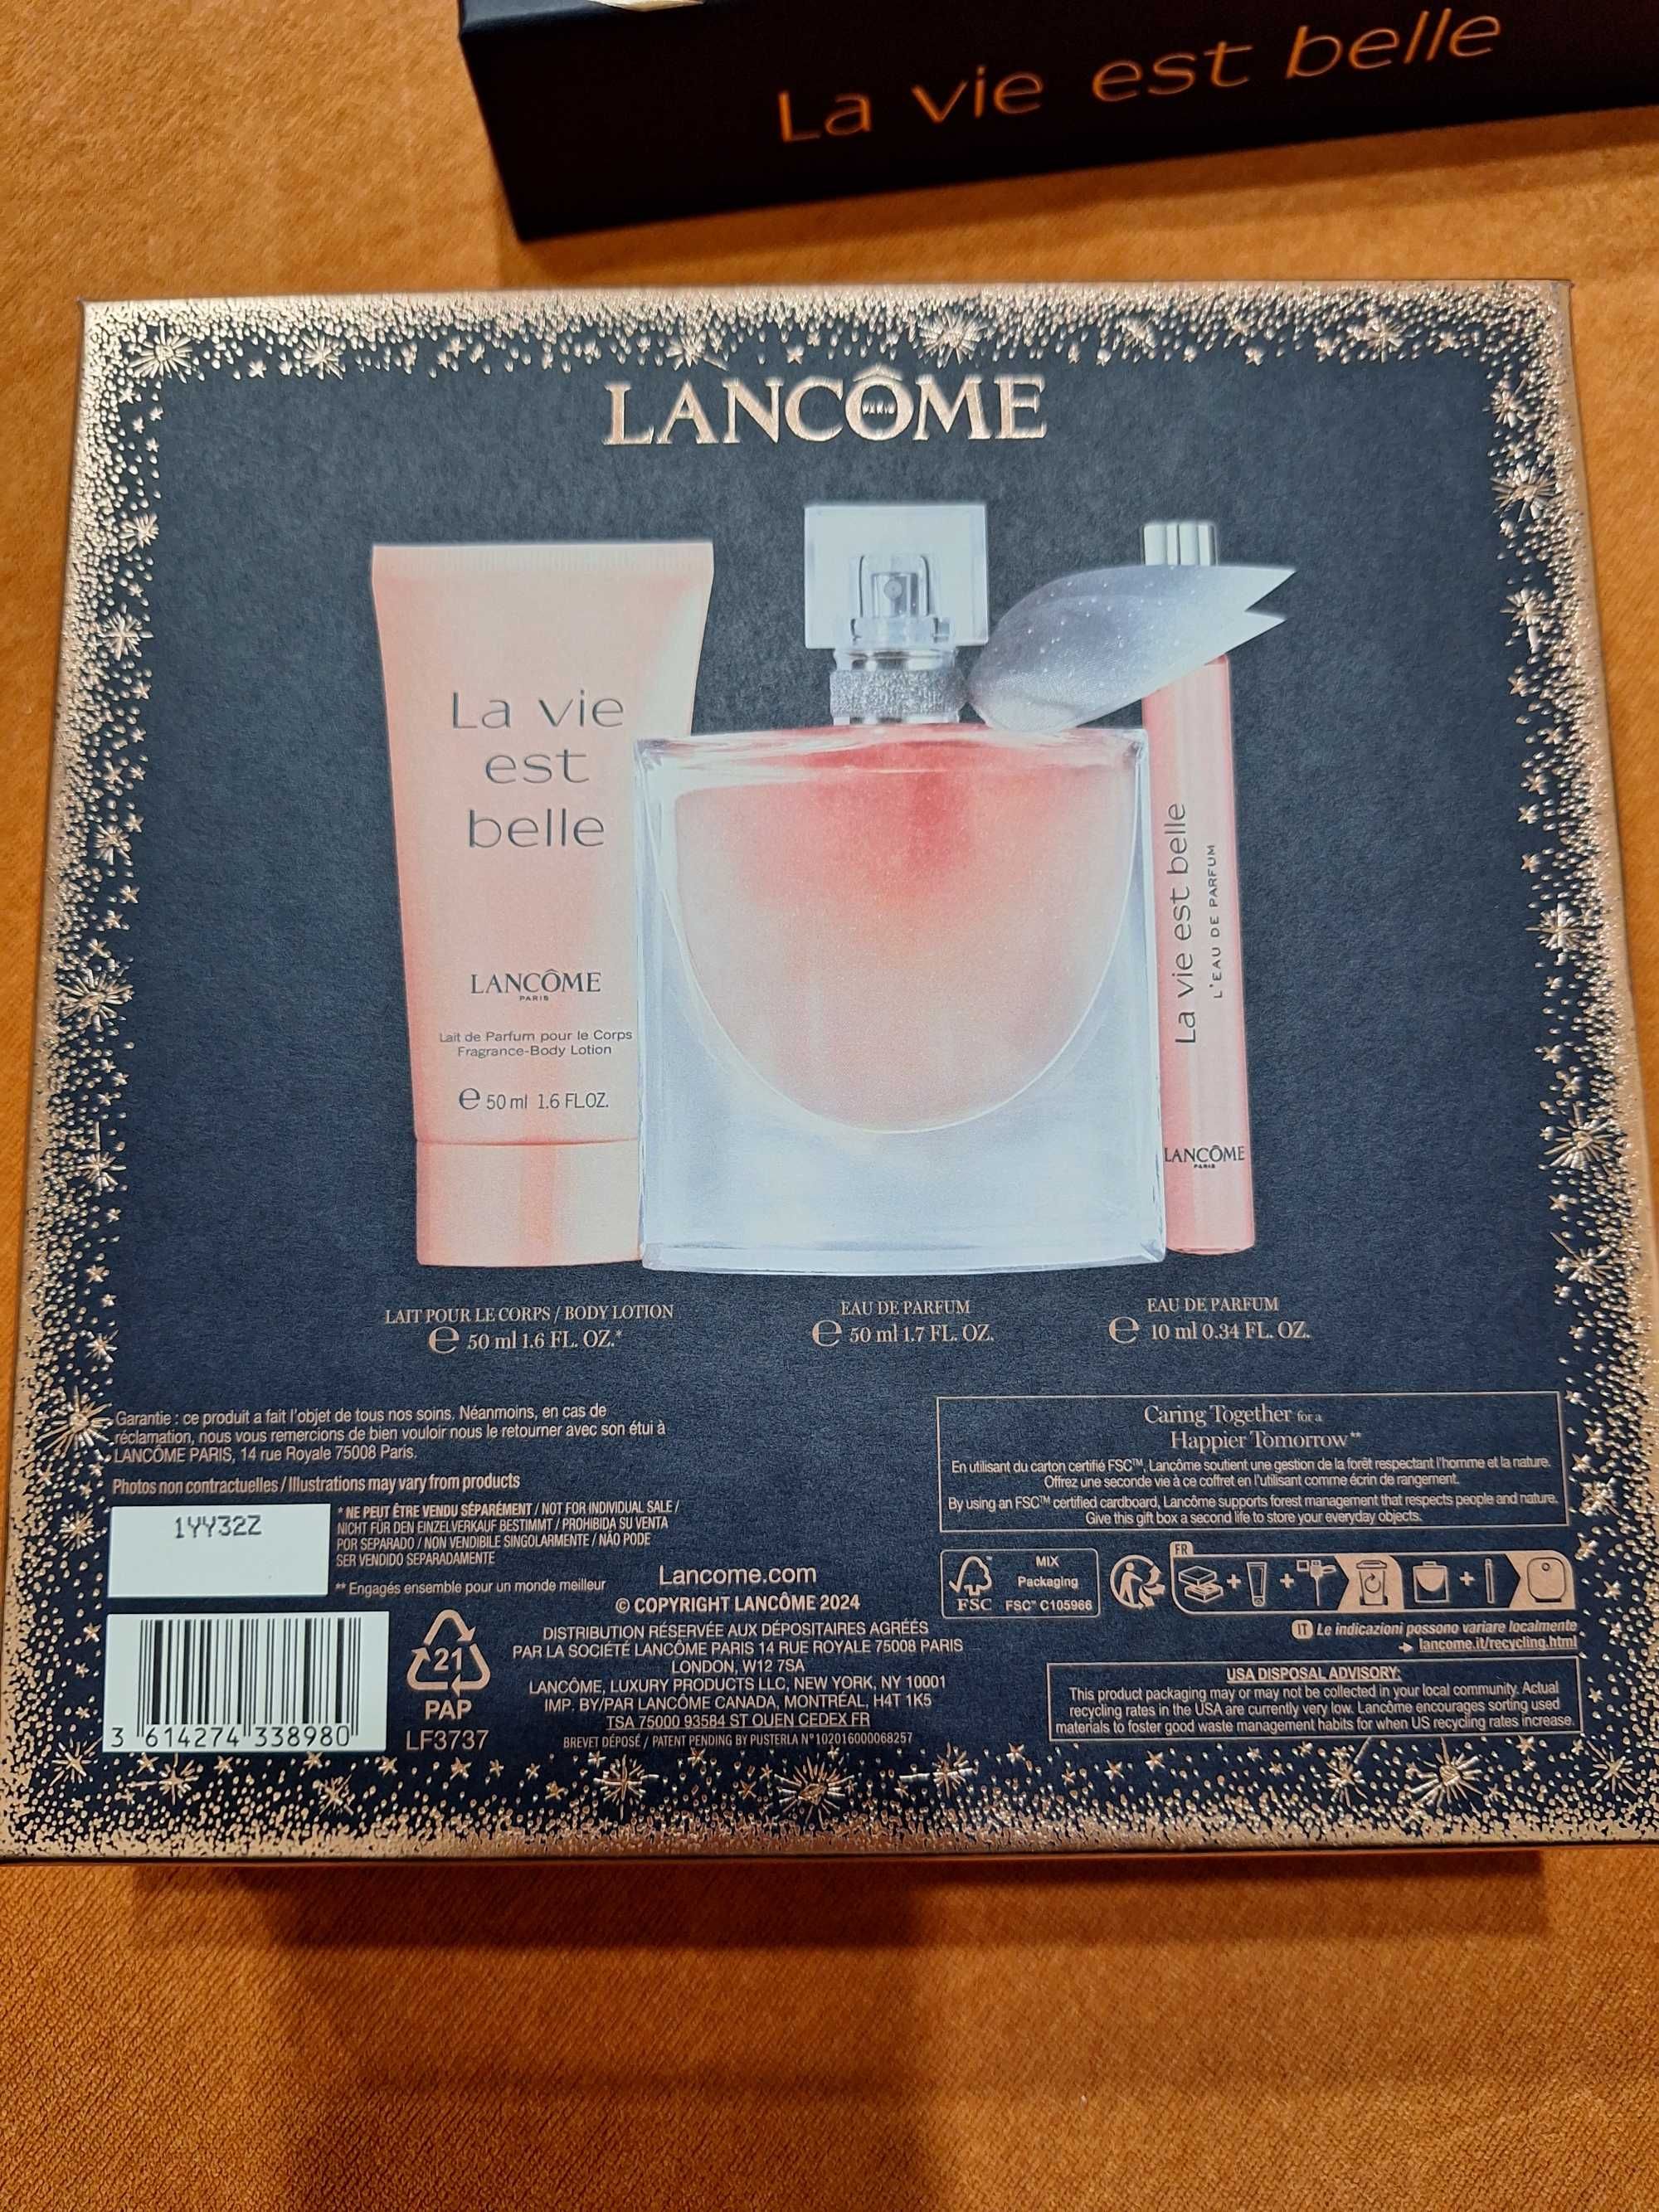 La vie est belle
LANCÔME
PARIS
La vie
est
belle
LANCÔME
PARIS
Lait de Parfum pour le Corps
Fragrance-Body Lotion
e 50 ml 1.6 FL.OZ.
La vie est belle
L'EAU DE PARFUM
LANCÔME
PARIS
LAIT POUR LE CORPS / BODY LOTION
e 50 ml 1.6 FL. OZ.*
EAU DE PARFUM
e 50 ml 1.7 FL. OZ.
EAU DE PARFUM
e 10 ml 0.34 FL. OZ.
Garantie : ce produit a fait l'objet de tous nos soins. Néanmoins, en cas de
réclamation, nous vous remercions de bien vouloir nous le retourner avec son étui à
LANCÔME PARIS, 14 rue Royale 75008 Paris.
Photos non contractuelles / Illustrations may vary from products
1YY32Z
* NE PEUT ÊTRE VENDU SÉPARÉMENT / NOT FOR INDIVIDUAL SALE /
NICHT FÜR DEN EINZELVERKAUF BESTIMMT / PROHIBIDA SU VENTA
POR SEPARADO / NON VENDIBILE SINGOLARMENTE / NÃO PODE
SER VENDIDO SEPARADAMENTE
** Engagés ensemble pour un monde meilleur
Lancome.com
© COPYRIGHT LANCÔME 2024
DISTRIBUTION RÉSERVÉE AUX DÉPOSITAIRES AGRÉÉS
PAR LA SOCIÉTÉ LANCÔME PARIS 14 RUE ROYALE 75008 PARIS
LONDON, W12 7SA
LANCÔME, LUXURY PRODUCTS LLC, NEW YORK, NY 10001
IMP. BY/PAR LANCÔME CANADA, MONTRÉAL, H4T 1K5
TSA 75000 93584 ST OUEN CEDEX FR
BREVET DÉPOSÉ / PATENT PENDING BY PUSTERLA N°102016000068257
3 614274 338980
21
PAP
LF3737
Caring Together for a
Happier Tomorrow**
En utilisant du carton certifié FSC™, Lancôme soutient une gestion de la forêt respectant l'homme et la nature.
Offrez une seconde vie à ce coffret en l'utilisant comme écrin de rangement.
By using an FSC™ certified cardboard, Lancôme supports forest management that respects people and nature.
Give this gift box a second life to store your everyday objects.
FSC
MIX
Packaging
FSC™ C105966
FR
IT Le indicazioni possono variare localmente
→ lancome.it/recycling.html
USA DISPOSAL ADVISORY:
This product packaging may or may not be collected in your local community. Actual
recycling rates in the USA are currently very low. Lancôme encourages sorting used
materials to foster good waste management habits for when US recycling rates increase.